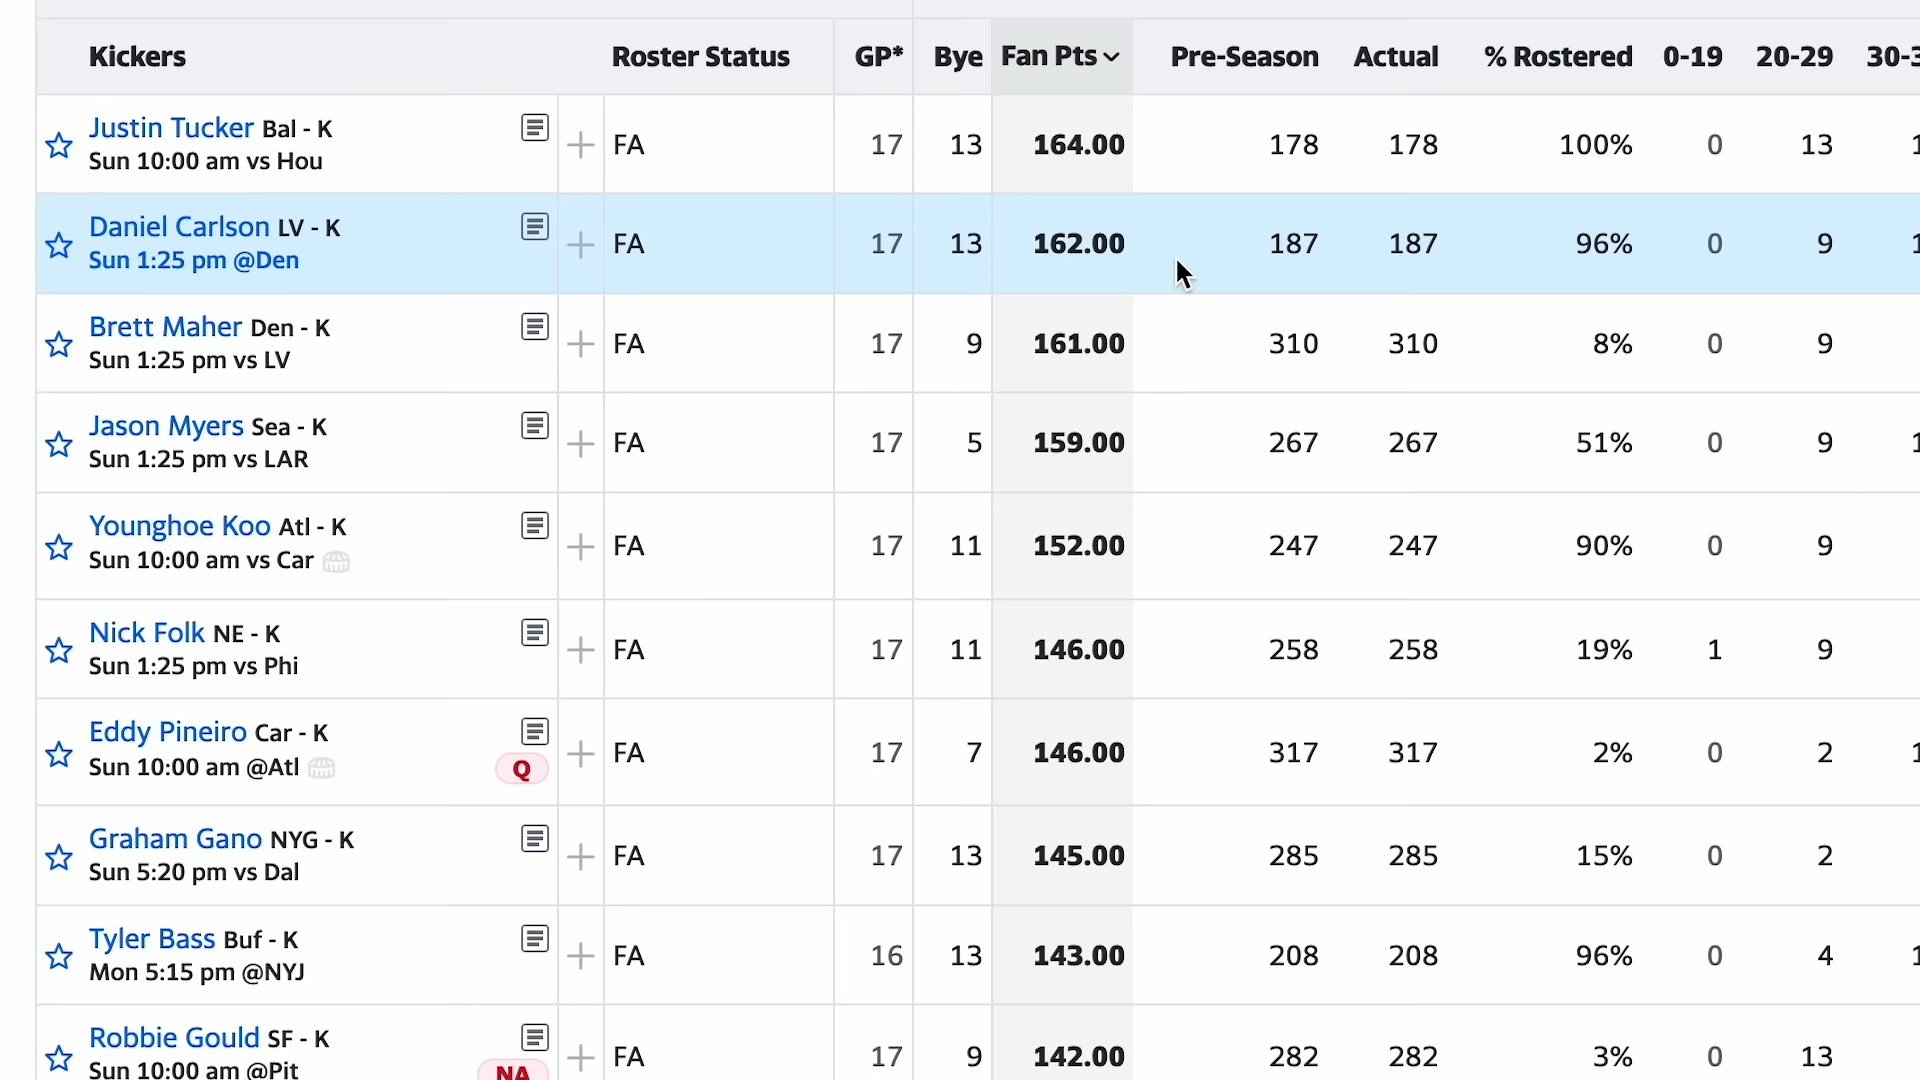 Kickers Roster Status GP* Bye Fan Pts Pre-Season Actual % Rostered 0-19 20-29 30-3
Justin Tucker Bal - K
Sun 10:00 am vs Hou
FA 17 13 164.00 178 178 100% 0 13 1
Daniel Carlson LV - K
Sun 1:25 pm @Den
FA 17 13 162.00 187 187 96% 0 9 1
Brett Maher Den - K
Sun 1:25 pm vs LV
FA 17 9 161.00 310 310 8% 0 9
Jason Myers Sea - K
Sun 1:25 pm vs LAR
FA 17 5 159.00 267 267 51% 0 9 1
Younghoe Koo Atl - K
Sun 10:00 am vs Car
FA 17 11 152.00 247 247 90% 0 9
Nick Folk NE - K
Sun 1:25 pm vs Phi
FA 17 11 146.00 258 258 19% 1 9
Eddy Pineiro Car - K
Sun 10:00 am @Atl
Q
FA 17 7 146.00 317 317 2% 0 2 1
Graham Gano NYG - K
Sun 5:20 pm vs Dal
FA 17 13 145.00 285 285 15% 0 2
Tyler Bass Buf - K
Mon 5:15 pm @NYJ
FA 16 13 143.00 208 208 96% 0 4 1
Robbie Gould SF - K
Sun 10:00 am @Pit
NA
FA 17 9 142.00 282 282 3% 0 13